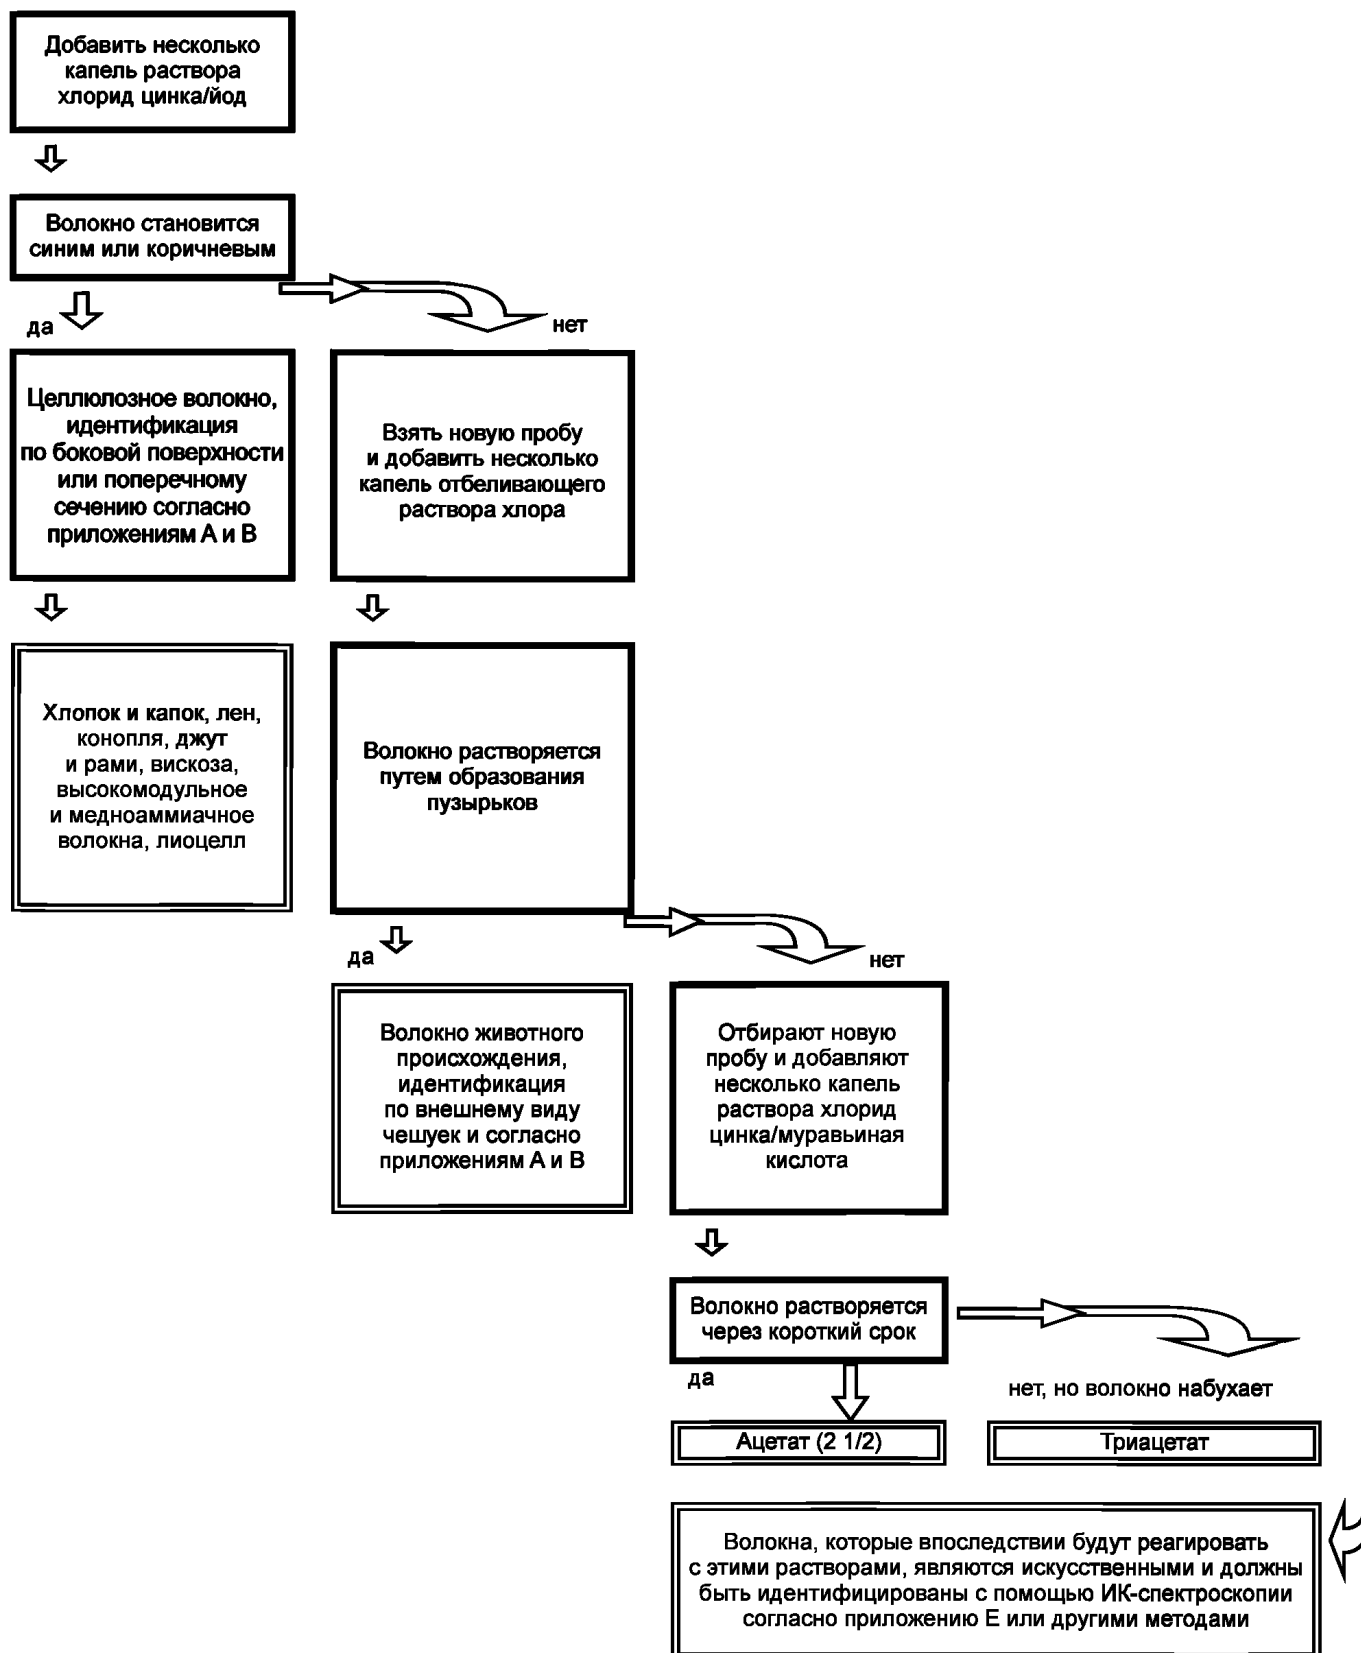 Добавить несколько
капель раствора
хлорид цинка/йод
Волокно становится
синим или коричневым
да
нет
Целлюлозное волокно,
идентификация
по боковой поверхности
или поперечному
сечению согласно
приложениям А и В
Взять новую пробу
и добавить несколько
капель отбеливающего
раствора хлора
Хлопок и капок, лен,
конопля, джут
и рами, вискоза,
высокомодульное
и медноаммиачное
волокна, лиоцелл
Волокно растворяется
путем образования
пузырьков
да
нет
Волокно животного
происхождения,
идентификация
по внешнему виду
чешуек и согласно
приложениям А и В
Отбирают новую
пробу и добавляют
несколько капель
раствора хлорид
цинка/муравьиная
кислота
Волокно растворяется
через короткий срок
да
нет, но волокно набухает
Ацетат (2 1/2)
Триацетат
Волокна, которые впоследствии будут реагировать
с этими растворами, являются искусственными и должны
быть идентифицированы с помощью ИК-спектроскопии
согласно приложению Е или другими методами